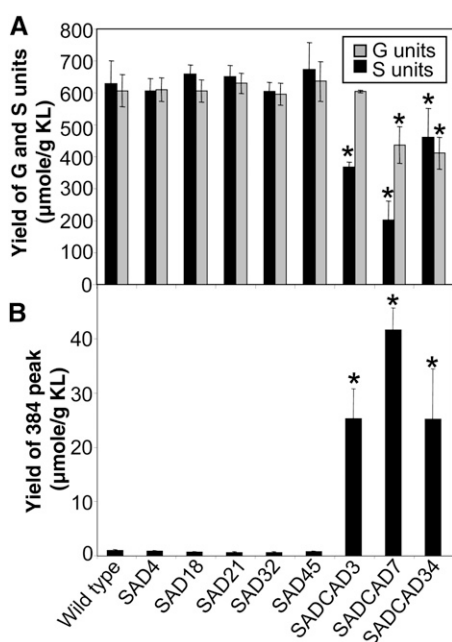 A
Yield of G and S units
(µmole/g KL)
800
700
600
500
400
300
200
100
0
G units
S units
*
*
*
*
*
B
Yield of 384 peak
(µmole/g KL)
40
30
20
10
0
*
*
*
Wild type
SAD4
SAD18
SAD21
SAD32
SAD45
SADCAD3
SADCAD7
SADCAD34